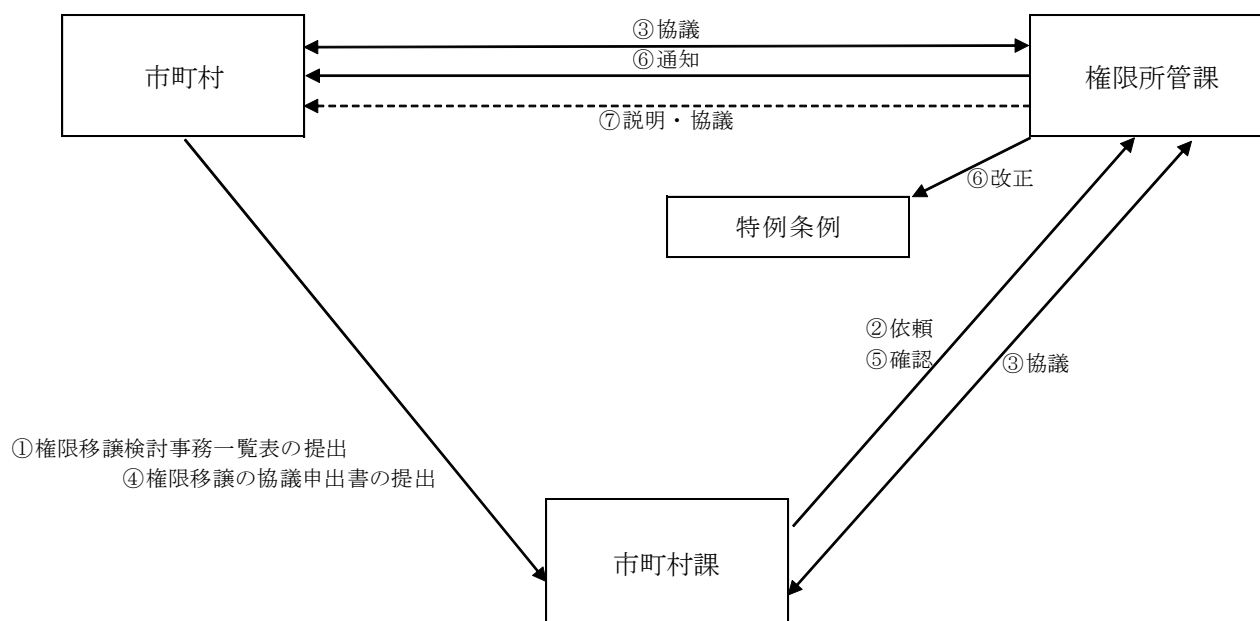 ③協議
市町村
⑥通知
権限所管課
⑦説明・協議
⑥改正
特例条例
②依頼
⑤確認
③協議
①権限移譲検討事務一覧表の提出
④権限移譲の協議申出書の提出
市町村課